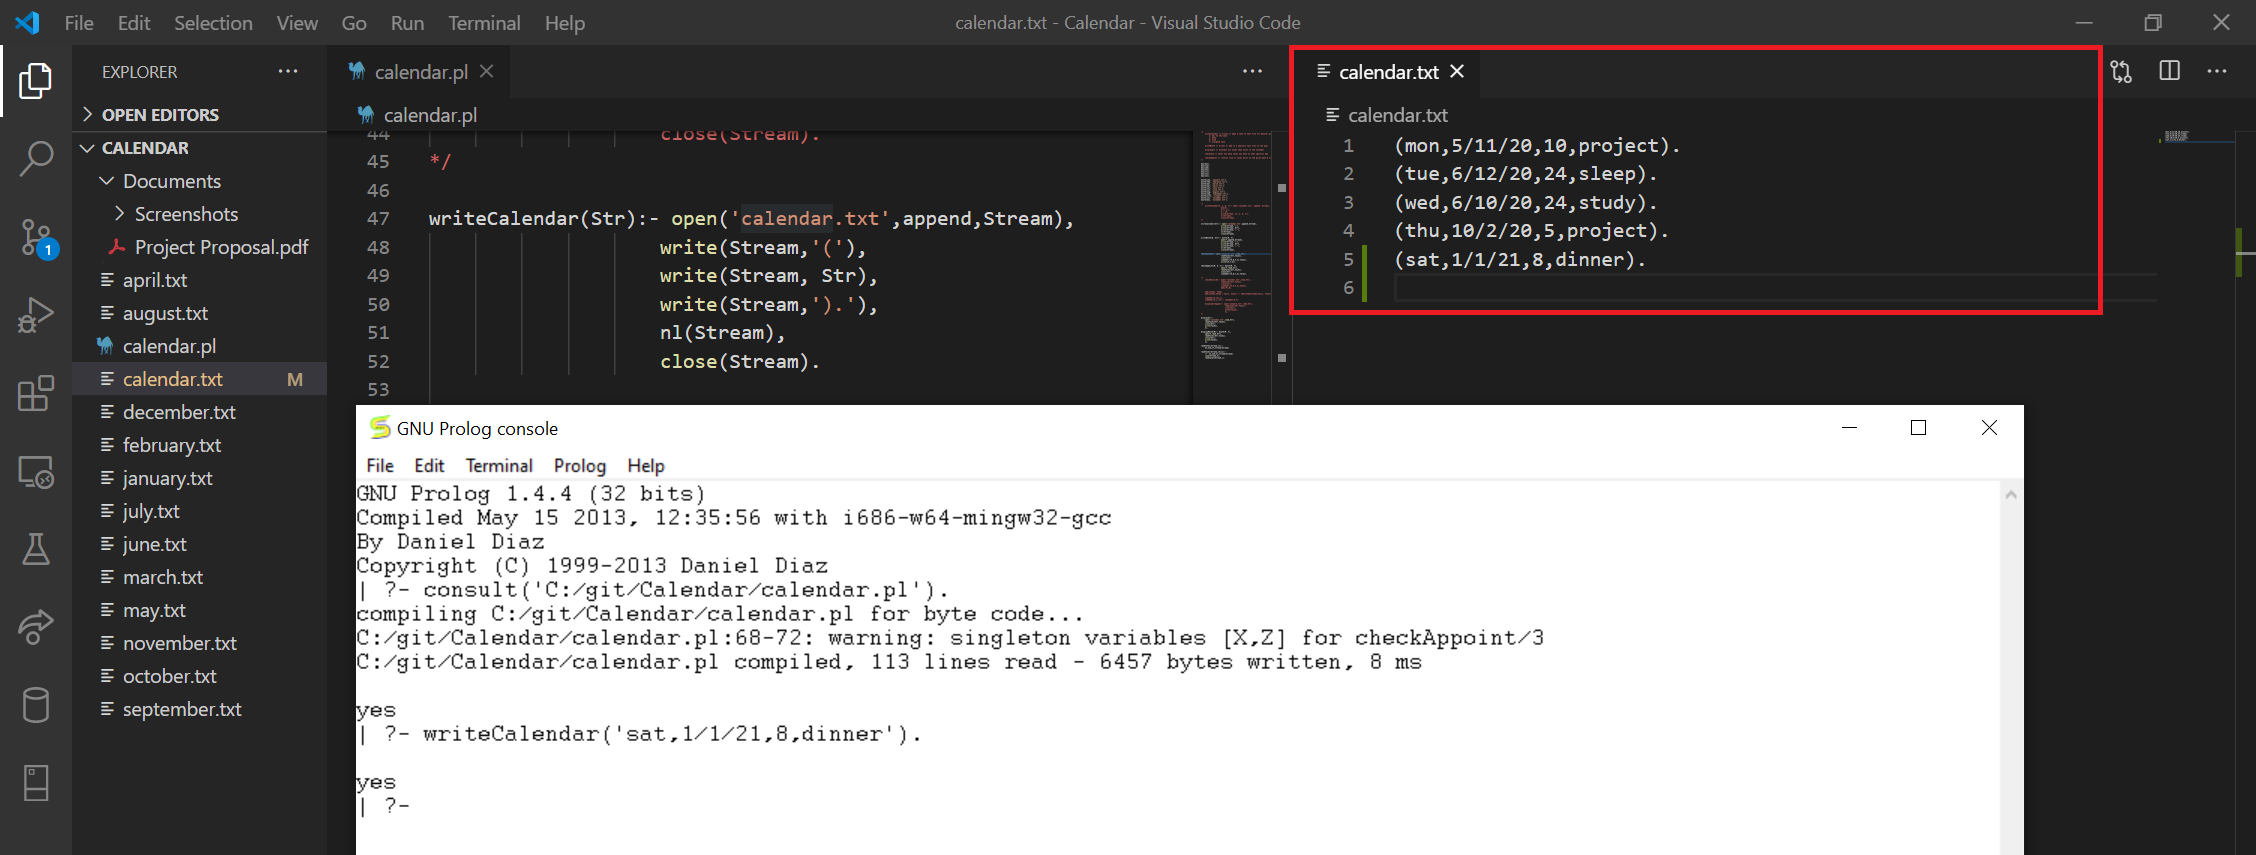 File Edit Selection View Go Run Terminal Help
calendar.txt - Calendar - Visual Studio Code
EXPLORER
OPEN EDITORS
CALENDAR
Documents
Screenshots
Project Proposal.pdf
april.txt
august.txt
calendar.pl
calendar.txt M
december.txt
february.txt
january.txt
july.txt
june.txt
march.txt
may.txt
november.txt
october.txt
september.txt
1
calendar.pl
calendar.pl
44 close(Stream).
45 */
46
47 writeCalendar(Str):- open('calendar.txt',append,Stream),
48 write(Stream,'('),
49 write(Stream, Str),
50 write(Stream,').'),
51 nl(Stream),
52 close(Stream).
53
calendar.txt
calendar.txt
1 (mon,5/11/20,10,project).
2 (tue,6/12/20,24,sleep).
3 (wed,6/10/20,24,study).
4 (thu,10/2/20,5,project).
5 (sat,1/1/21,8,dinner).
6
GNU Prolog console
File Edit Terminal Prolog Help
GNU Prolog 1.4.4 (32 bits)
Compiled May 15 2013, 12:35:56 with i686-w64-mingw32-gcc
By Daniel Diaz
Copyright (C) 1999-2013 Daniel Diaz
| ?- consult('C:/git/Calendar/calendar.pl').
compiling C:/git/Calendar/calendar.pl for byte code...
C:/git/Calendar/calendar.pl:68-72: warning: singleton variables [X,Z] for checkAppoint/3
C:/git/Calendar/calendar.pl compiled, 113 lines read - 6457 bytes written, 8 ms
yes
| ?- writeCalendar('sat,1/1/21,8,dinner').
yes
| ?-